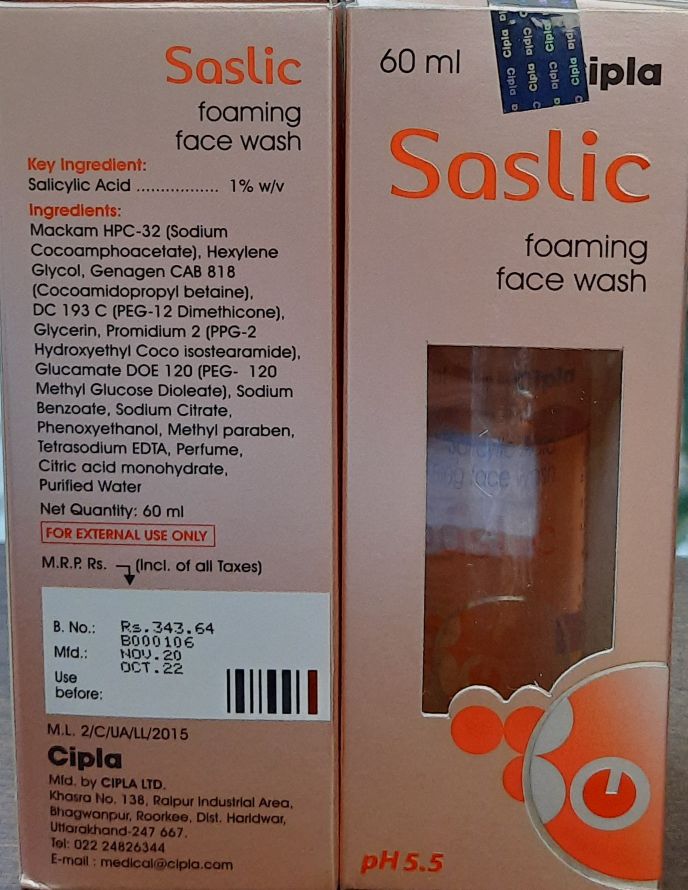 Saslic
foaming
face wash
Key Ingredient:
Salicylic Acid ................. 1% w/v
Ingredients:
Mackam HPC-32 (Sodium
Cocoamphoacetate), Hexylene
Glycol, Genagen CAB 818
(Cocoamidopropyl betaine),
DC 193 C (PEG-12 Dimethicone),
Glycerin, Promidium 2 (PPG-2
Hydroxyethyl Coco isostearamide),
Glucamate DOE 120 (PEG- 120
Methyl Glucose Dioleate), Sodium
Benzoate, Sodium Citrate,
Phenoxyethanol, Methyl paraben,
Tetrasodium EDTA, Perfume,
Citric acid monohydrate,
Purified Water
Net Quantity: 60 ml
FOR EXTERNAL USE ONLY
M.R.P. Rs. (Incl. of all Taxes)
Rs.343.64
B. No.: B000106
Mfd.: NOV.20
Use before: OCT.22
M.L. 2/C/UA/LL/2015
Cipla
Mfd. by CIPLA LTD.
Khasra No. 138, Raipur Industrial Area,
Bhagwanpur, Roorkee, Dist. Haridwar,
Uttarakhand-247 667.
Tel: 022 24826344
E-mail : medical@cipla.com
60 ml
Cipla Cipla Cipla Cipla
ipla
Saslic
foaming
face wash
Salicylic Acid
face wash
pH 5.5